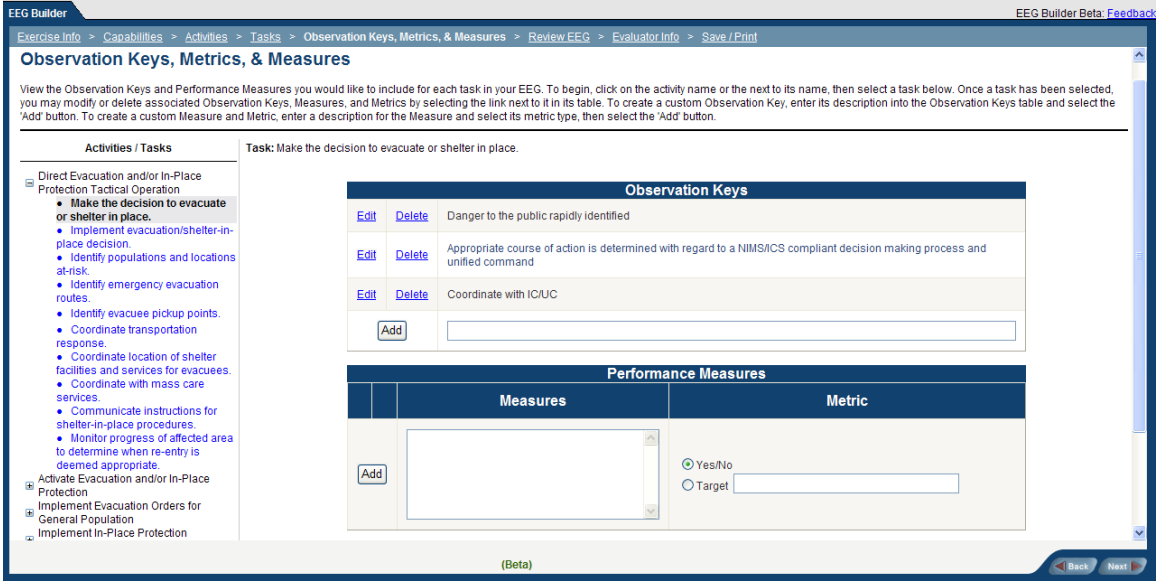 EEG Builder
EEG Builder Beta: Feedback
Exercise Info > Capabilities > Activities > Tasks > Observation Keys, Metrics, & Measures > Review EEG > Evaluator Info > Save / Print
Observation Keys, Metrics, & Measures
View the Observation Keys and Performance Measures you would like to include for each task in your EEG. To begin, click on the activity name or the next to its name, then select a task below. Once a task has been selected,
you may modify or delete associated Observation Keys, Measures, and Metrics by selecting the link next to it in its table. To create a custom Observation Key, enter its description into the Observation Keys table and select the
'Add' button. To create a custom Measure and Metric, enter a description for the Measure and select its metric type, then select the 'Add' button.
Activities / Tasks
Direct Evacuation and/or In-Place
Protection Tactical Operation
• Make the decision to evacuate
or shelter in place.
• Implement evacuation/shelter-in-
place decision.
• Identify populations and locations
at-risk.
• Identify emergency evacuation
routes.
• Identify evacuee pickup points.
• Coordinate transportation
response.
• Coordinate location of shelter
facilities and services for evacuees.
• Coordinate with mass care
services.
• Communicate instructions for
shelter-in-place procedures.
• Monitor progress of affected area
to determine when re-entry is
deemed appropriate.
Activate Evacuation and/or In-Place
Protection
Implement Evacuation Orders for
General Population
Implement In-Place Protection
Task: Make the decision to evacuate or shelter in place.
Observation Keys
Edit Delete Danger to the public rapidly identified
Edit Delete Appropriate course of action is determined with regard to a NIMS/ICS compliant decision making process and
unified command
Edit Delete Coordinate with IC/UC
Add
Performance Measures
Measures Metric
Add
Yes/No
Target
(Beta)
Back Next